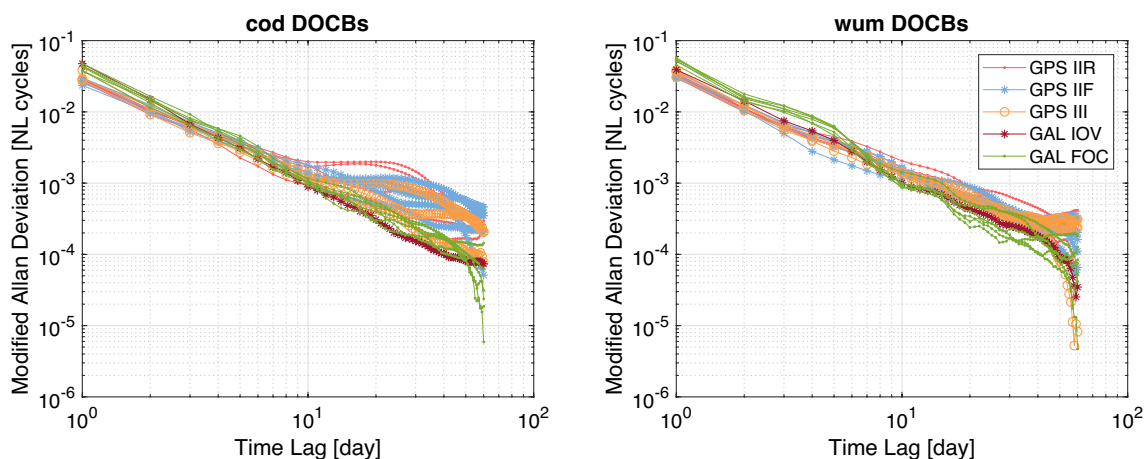 cod DOCBs
Modified Allan Deviation [NL cycles]
10^-1
10^-2
10^-3
10^-4
10^-5
10^-6
10^0
10^1
10^2
Time Lag [day]
wum DOCBs
Modified Allan Deviation [NL cycles]
10^-1
10^-2
10^-3
10^-4
10^-5
10^-6
10^0
10^1
10^2
Time Lag [day]
GPS IIR
GPS IIF
GPS III
GAL IOV
GAL FOC